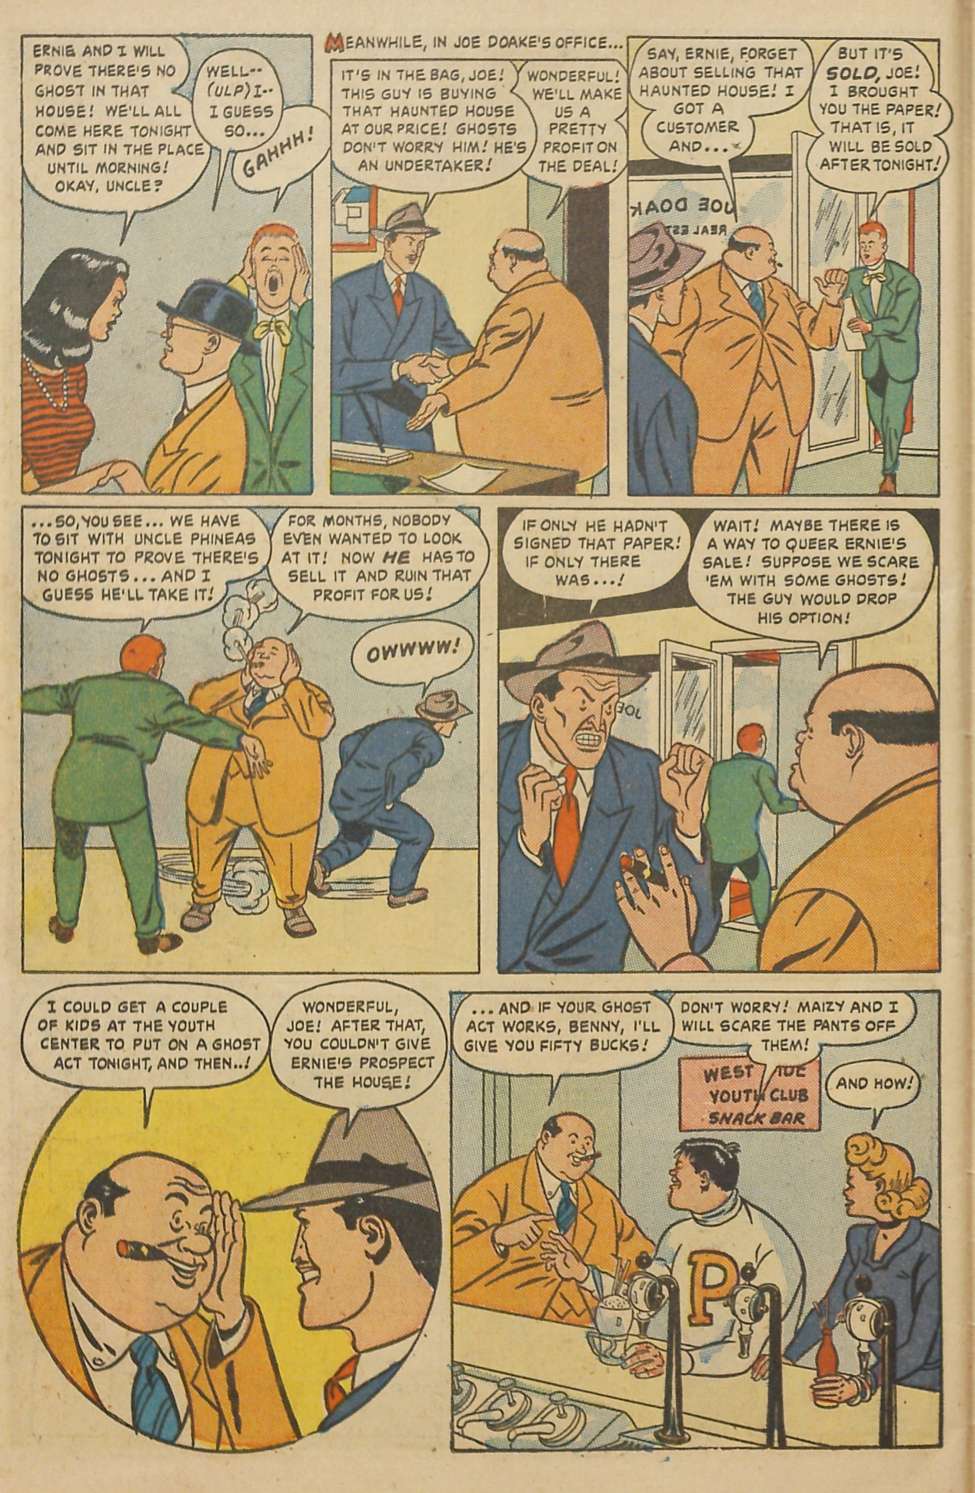 ERNIE AND I WILL
PROVE THERE'S NO
GHOST IN THAT
HOUSE! WE'LL ALL
COME HERE TONIGHT
AND SIT IN THE PLACE
UNTIL MORNING!
OKAY, UNCLE?
WELL--
(ULP) I--
I GUESS
SO...
GAHHH!
MEANWHILE, IN JOE DOAKE'S OFFICE...
IT'S IN THE BAG, JOE!
THIS GUY IS BUYING
THAT HAUNTED HOUSE
AT OUR PRICE! GHOSTS
DON'T WORRY HIM! HE'S
AN UNDERTAKER!
WONDERFUL!
WE'LL MAKE
US A
PRETTY
PROFIT ON
THE DEAL!
SAY, ERNIE, FORGET
ABOUT SELLING THAT
HAUNTED HOUSE! I
GOT A
CUSTOMER
AND...
BUT IT'S
SOLD, JOE!
I BROUGHT
YOU THE PAPER!
THAT IS, IT
WILL BE SOLD
AFTER TONIGHT!
JOE DOAK
REAL EST
...SO, YOU SEE... WE HAVE
TO SIT WITH UNCLE PHINEAS
TONIGHT TO PROVE THERE'S
NO GHOSTS... AND I
GUESS HE'LL TAKE IT!
FOR MONTHS, NOBODY
EVEN WANTED TO LOOK
AT IT! NOW HE HAS TO
SELL IT AND RUIN THAT
PROFIT FOR US!
OWWWW!
IF ONLY HE HADN'T
SIGNED THAT PAPER!
IF ONLY THERE
WAS...!
WAIT! MAYBE THERE IS
A WAY TO QUEER ERNIE'S
SALE! SUPPOSE WE SCARE
'EM WITH SOME GHOSTS!
THE GUY WOULD DROP
HIS OPTION!
JOE
I COULD GET A COUPLE
OF KIDS AT THE YOUTH
CENTER TO PUT ON A GHOST
ACT TONIGHT, AND THEN..!
WONDERFUL,
JOE! AFTER THAT,
YOU COULDN'T GIVE
ERNIE'S PROSPECT
THE HOUSE!
...AND IF YOUR GHOST
ACT WORKS, BENNY, I'LL
GIVE YOU FIFTY BUCKS!
DON'T WORRY! MAIZY AND I
WILL SCARE THE PANTS OFF
THEM!
AND HOW!
WEST
YOUTH CLUB
SNACK BAR
P